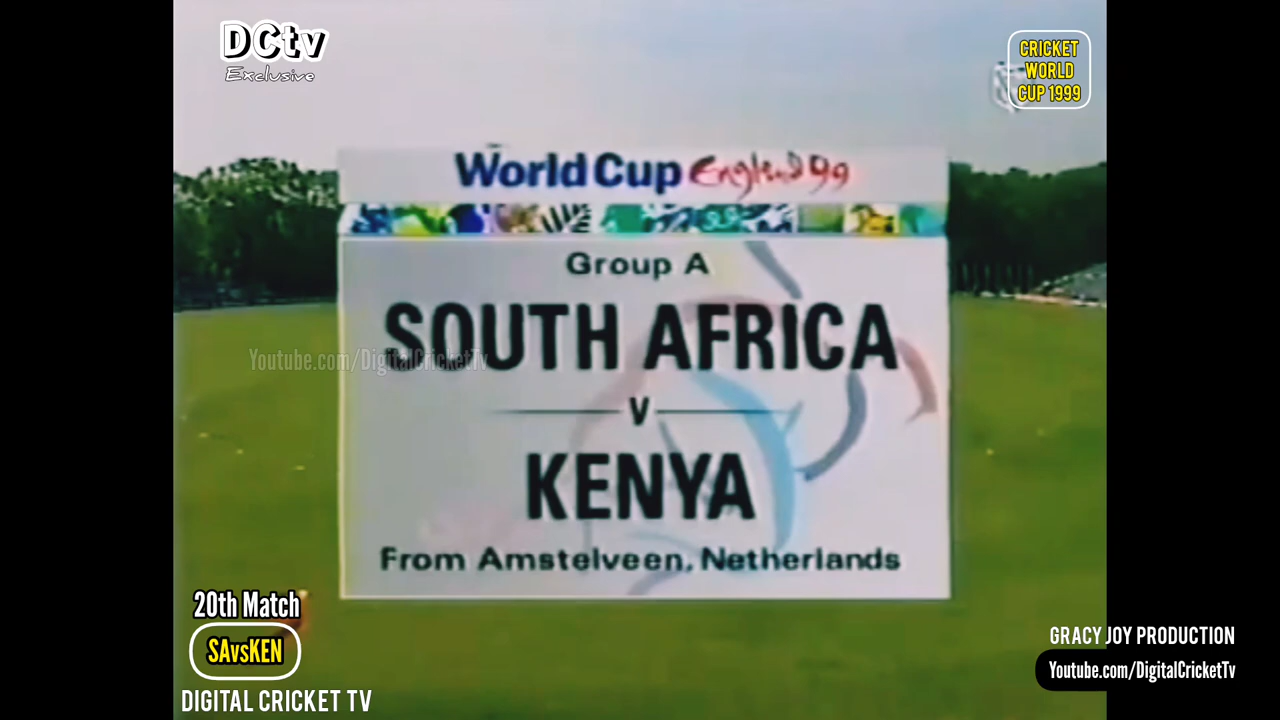 DCtv
Exclusive
CRICKET
WORLD
CUP 1999
World Cup England 99
Group A
SOUTH AFRICA
v
KENYA
From Amstelveen, Netherlands
Youtube.com/DigitalCricketTv
20th Match
SAvsKEN
DIGITAL CRICKET TV
GRACY JOY PRODUCTION
Youtube.com/DigitalCricketTv